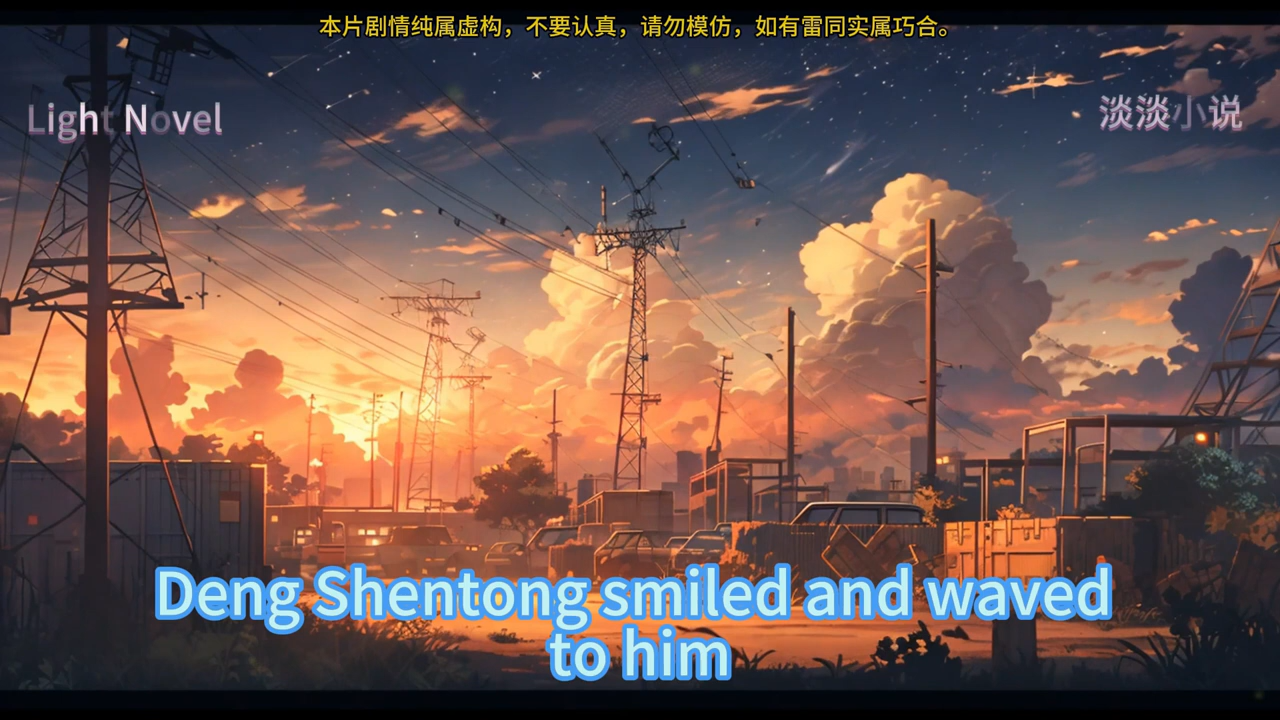 本片剧情纯属虚构，不要认真，请勿模仿，如有雷同实属巧合。
Light Novel
淡淡小说
Deng Shentong smiled and waved
to him